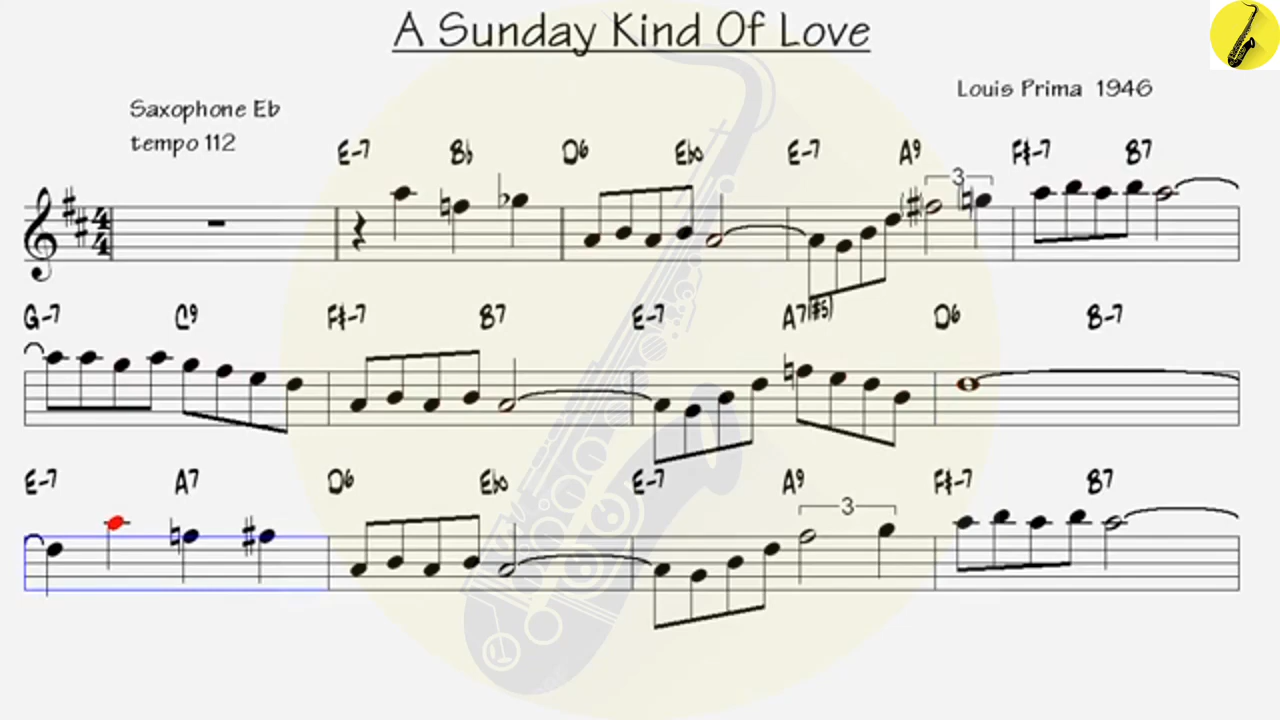 A Sunday Kind Of Love
Louis Prima 1946
Saxophone Eb
tempo 112
E-7 Bb D6 Ebo E-7 A9 F#-7 B7
3
G-7 C9 F#-7 B7 E-7 A7(#5) D6 B-7
E-7 A7 D6 Ebo E-7 A9 F#-7 B7
3